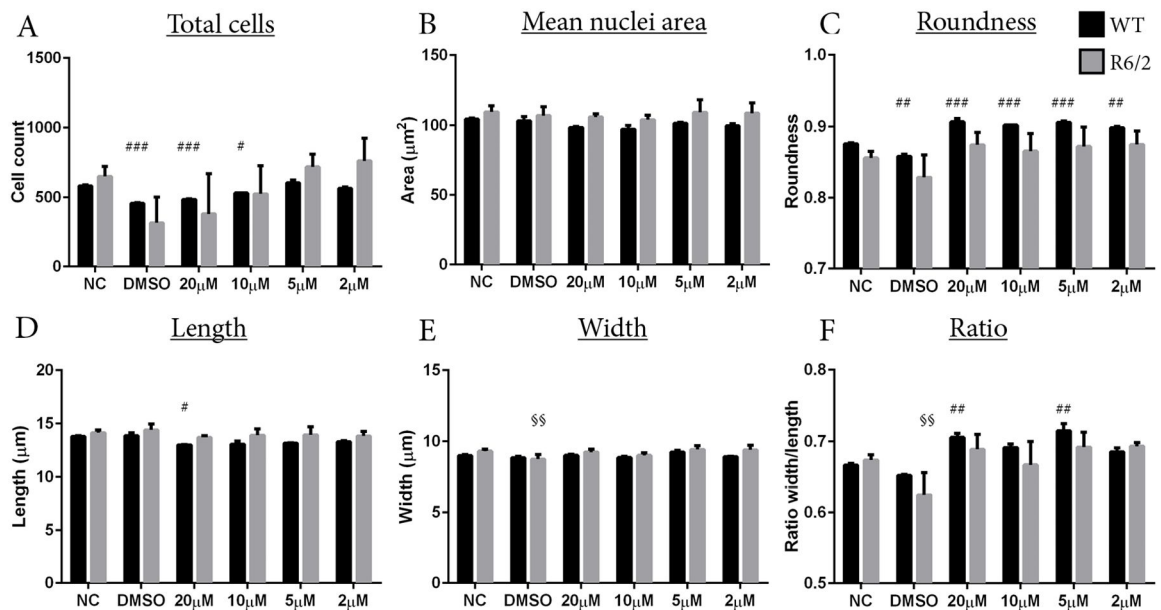 A Total cells
Cell count
1500
1000
500
0
### ### #
NC DMSO 20μM 10μM 5μM 2μM
B Mean nuclei area
Area (μm²)
150
100
50
0
NC DMSO 20μM 10μM 5μM 2μM
C Roundness
WT
R6/2
Roundness
1.0
0.9
0.8
0.7
## ### ### ### ##
NC DMSO 20μM 10μM 5μM 2μM
D Length
Length (μm)
20
15
10
5
0
#
NC DMSO 20μM 10μM 5μM 2μM
E Width
Width (μm)
15
10
5
0
§§
NC DMSO 20μM 10μM 5μM 2μM
F Ratio
Ratio width/length
0.8
0.7
0.6
0.5
§§ ## ##
NC DMSO 20μM 10μM 5μM 2μM